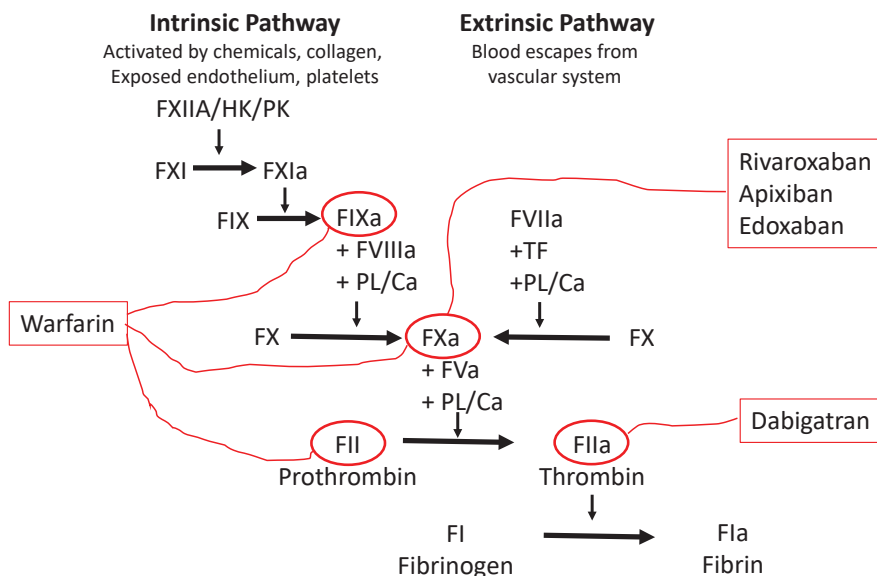 Intrinsic Pathway
Activated by chemicals, collagen,
Exposed endothelium, platelets
Extrinsic Pathway
Blood escapes from
vascular system
FXIIA/HK/PK
FXI
FXIa
FIX
FIXa
+ FVIIIa
+ PL/Ca
FVIIa
+TF
+PL/Ca
Rivaroxaban
Apixiban
Edoxaban
Warfarin
FX
FXa
FX
+ FVa
+ PL/Ca
Dabigatran
FII
Prothrombin
FIIa
Thrombin
FI
Fibrinogen
FIa
Fibrin